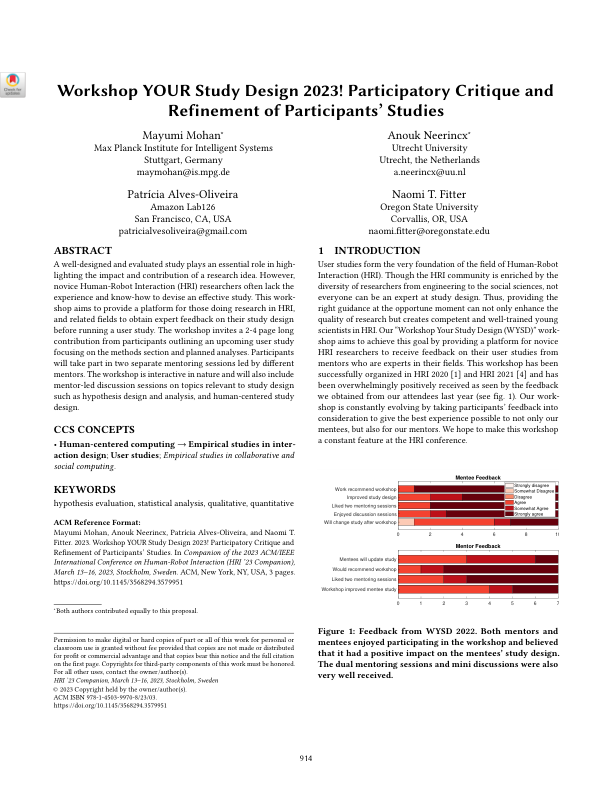 Check for updates
Workshop YOUR Study Design 2023! Participatory Critique and
Refinement of Participants' Studies
Mayumi Mohan*
Max Planck Institute for Intelligent Systems
Stuttgart, Germany
maymohan@is.mpg.de
Anouk Neerincx*
Utrecht University
Utrecht, the Netherlands
a.neerincx@uu.nl
Patrícia Alves-Oliveira
Amazon Lab126
San Francisco, CA, USA
patricialvesoliveira@gmail.com
Naomi T. Fitter
Oregon State University
Corvallis, OR, USA
naomi.fitter@oregonstate.edu
ABSTRACT
A well-designed and evaluated study plays an essential role in high-
lighting the impact and contribution of a research idea. However,
novice Human-Robot Interaction (HRI) researchers often lack the
experience and know-how to devise an effective study. This work-
shop aims to provide a platform for those doing research in HRI,
and related fields to obtain expert feedback on their study design
before running a user study. The workshop invites a 2-4 page long
contribution from participants outlining an upcoming user study
focusing on the methods section and planned analyses. Participants
will take part in two separate mentoring sessions led by different
mentors. The workshop is interactive in nature and will also include
mentor-led discussion sessions on topics relevant to study design
such as hypothesis design and analysis, and human-centered study
design.
CCS CONCEPTS
• Human-centered computing → Empirical studies in inter-
action design; User studies; Empirical studies in collaborative and
social computing.
KEYWORDS
hypothesis evaluation, statistical analysis, qualitative, quantitative
ACM Reference Format:
Mayumi Mohan, Anouk Neerincx, Patricia Alves-Oliveira, and Naomi T.
Fitter. 2023. Workshop YOUR Study Design 2023! Participatory Critique and
Refinement of Participants' Studies. In Companion of the 2023 ACM/IEEE
International Conference on Human-Robot Interaction (HRI '23 Companion),
March 13–16, 2023, Stockholm, Sweden. ACM, New York, NY, USA, 3 pages.
https://doi.org/10.1145/3568294.3579951
*Both authors contributed equally to this proposal.
Permission to make digital or hard copies of part or all of this work for personal or
classroom use is granted without fee provided that copies are not made or distributed
for profit or commercial advantage and that copies bear this notice and the full citation
on the first page. Copyrights for third-party components of this work must be honored.
For all other uses, contact the owner/author(s).
HRI '23 Companion, March 13–16, 2023, Stockholm, Sweden
© 2023 Copyright held by the owner/author(s).
ACM ISBN 978-1-4503-9970-8/23/03.
https://doi.org/10.1145/3568294.3579951
1 INTRODUCTION
User studies form the very foundation of the field of Human-Robot
Interaction (HRI). Though the HRI community is enriched by the
diversity of researchers from engineering to the social sciences, not
everyone can be an expert at study design. Thus, providing the
right guidance at the opportune moment can not only enhance the
quality of research but creates competent and well-trained young
scientists in HRI. Our "Workshop Your Study Design (WYSD)" work-
shop aims to achieve this goal by providing a platform for novice
HRI researchers to receive feedback on their user studies from
mentors who are experts in their fields. This workshop has been
successfully organized in HRI 2020 [1] and HRI 2021 [4] and has
been overwhelmingly positively received as seen by the feedback
we obtained from our attendees last year (see fig. 1). Our work-
shop is constantly evolving by taking participants' feedback into
consideration to give the best experience possible to not only our
mentees, but also for our mentors. We hope to make this workshop
a constant feature at the HRI conference.
Mentee Feedback
Work recommend workshop
Improved study design
Liked two mentoring sessions
Enjoyed discussion sessions
Will change study after workshop
Strongly disagree
Somewhat Disagree
Disagree
Agree
Somewhat Agree
Strongly agree
0 2 4 6 8 10
Mentor Feedback
Mentees will update study
Would recommend workshop
Liked two mentoring sessions
Workshop improved mentee study
0 1 2 3 4 5 6 7
Figure 1: Feedback from WYSD 2022. Both mentors and
mentees enjoyed participating in the workshop and believed
that it had a positive impact on the mentees' study design.
The dual mentoring sessions and mini discussions were also
very well received.
914